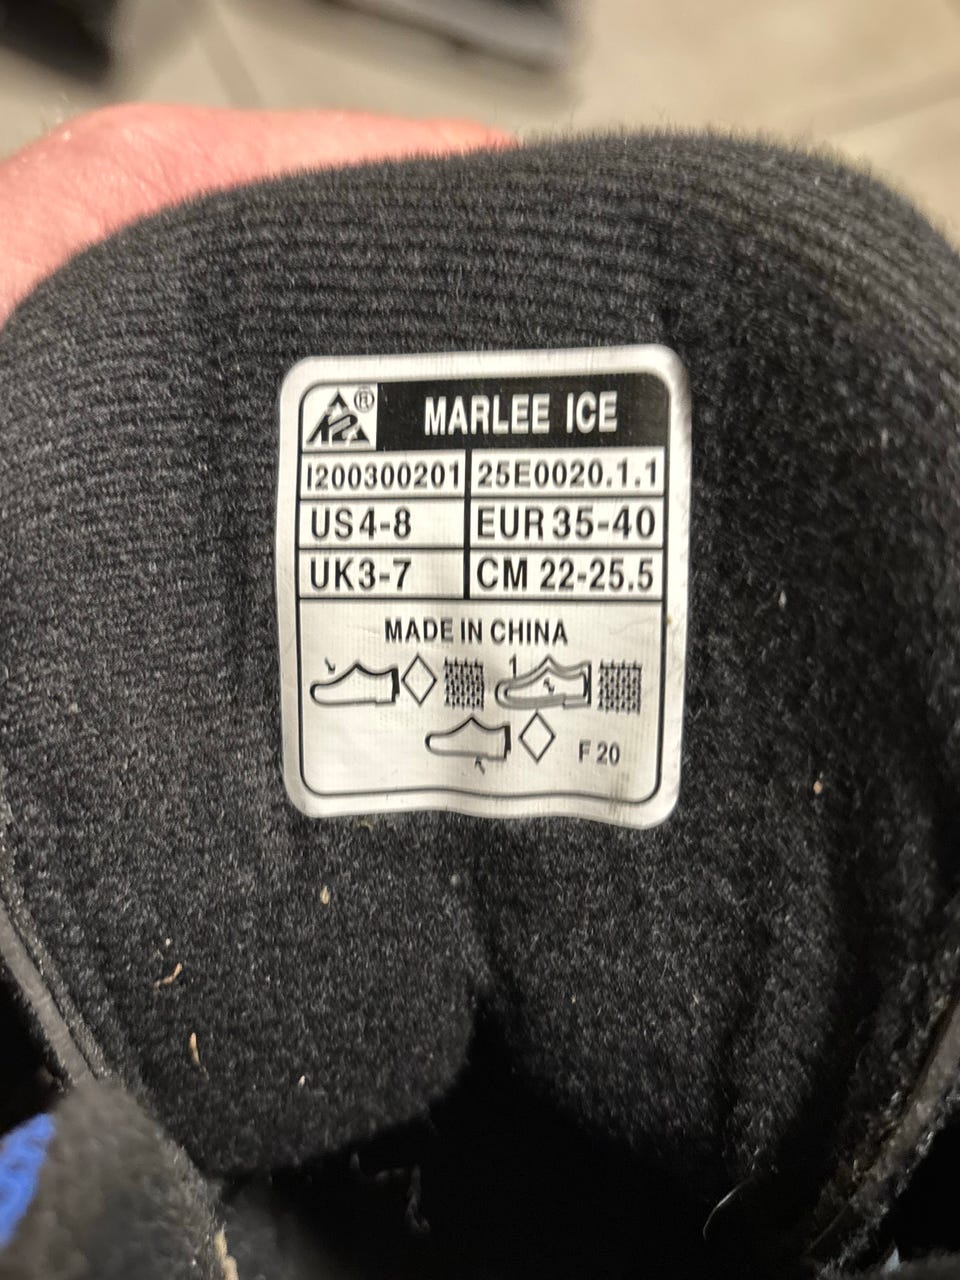 K2® MARLEE ICE
I200300201 25E0020.1.1
US4-8 EUR 35-40
UK3-7 CM 22-25.5
MADE IN CHINA
1
F 20